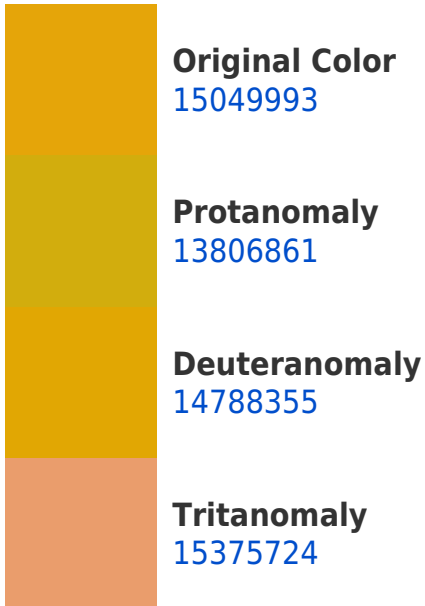 Original Color
15049993
Protanomaly
13806861
Deuteranomaly
14788355
Tritanomaly
15375724